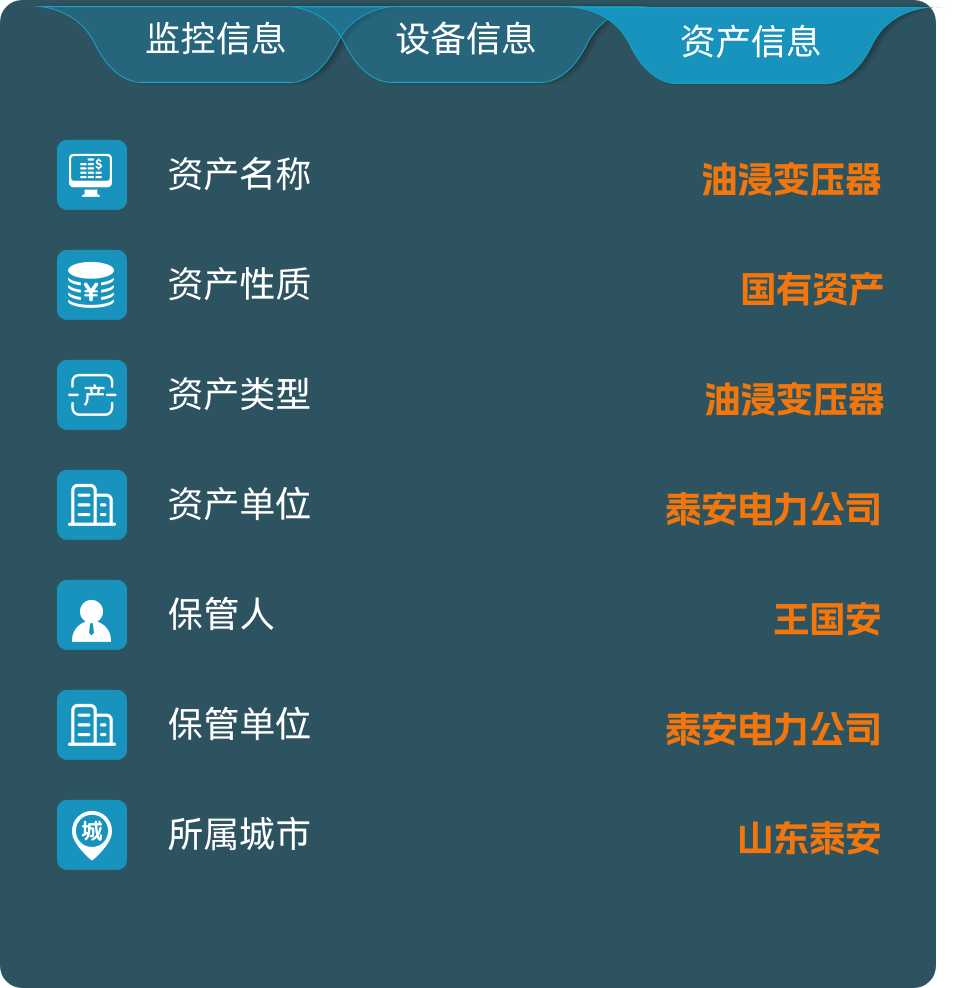 监控信息 设备信息 资产信息
资产名称 油浸变压器
资产性质 国有资产
产
资产类型 油浸变压器
资产单位 泰安电力公司
保管人 王国安
保管单位 泰安电力公司
城
所属城市 山东泰安